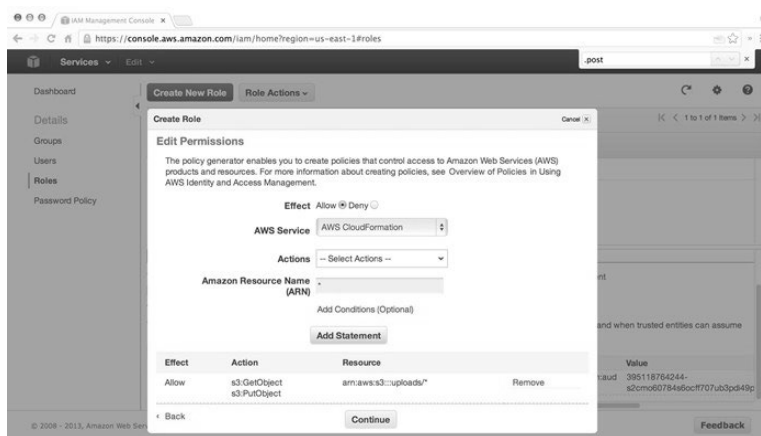 IAM Management Console
https://console.aws.amazon.com/iam/home?region=us-east-1#roles
Services
Edit
.post
Dashboard
Details
Groups
Users
Roles
Password Policy
Create New Role
Role Actions
1 to 1 of 1 Items
Create Role
Cancel
Edit Permissions
The policy generator enables you to create policies that control access to Amazon Web Services (AWS)
products and resources. For more information about creating policies, see Overview of Policies in Using
AWS Identity and Access Management.
Effect Allow Deny
AWS Service AWS CloudFormation
Actions -- Select Actions --
Amazon Resource Name
(ARN) *
Add Conditions (Optional)
Add Statement
Effect Action Resource
Allow s3:GetObject arn:aws:s3:::uploads/* Remove
s3:PutObject
< Back
Continue
and when trusted entities can assume
Value
395118764244-
© 2008 - 2013, Amazon Web
Feedback